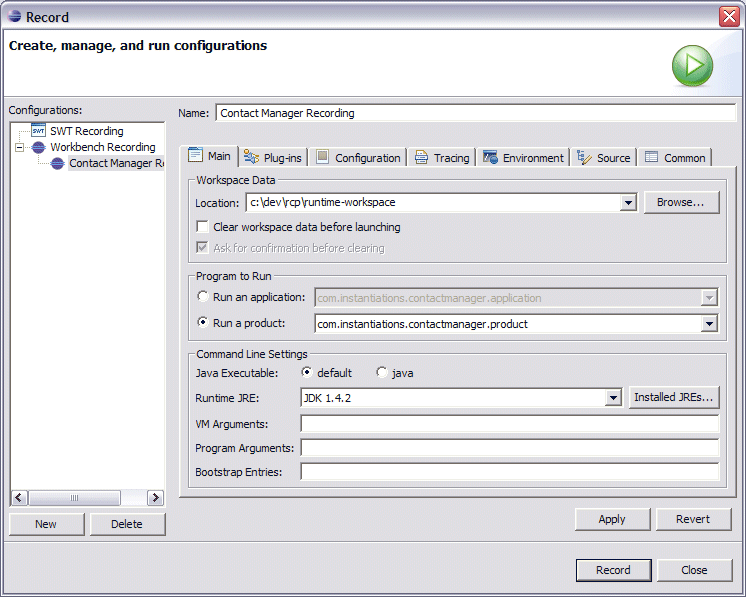 Record
Create, manage, and run configurations
Configurations:
SWT SWT Recording
Workbench Recording
Contact Manager Re
New
Delete
Name: Contact Manager Recording
Main Plug-ins Configuration Tracing Environment Source Common
Workspace Data
Location: c:\dev\rcp\runtime-workspace Browse...
Clear workspace data before launching
Ask for confirmation before clearing
Program to Run
Run an application: com.instantiations.contactmanager.application
Run a product: com.instantiations.contactmanager.product
Command Line Settings
Java Executable: default java
Runtime JRE: JDK 1.4.2 Installed JREs...
VM Arguments:
Program Arguments:
Bootstrap Entries:
Apply Revert
Record Close